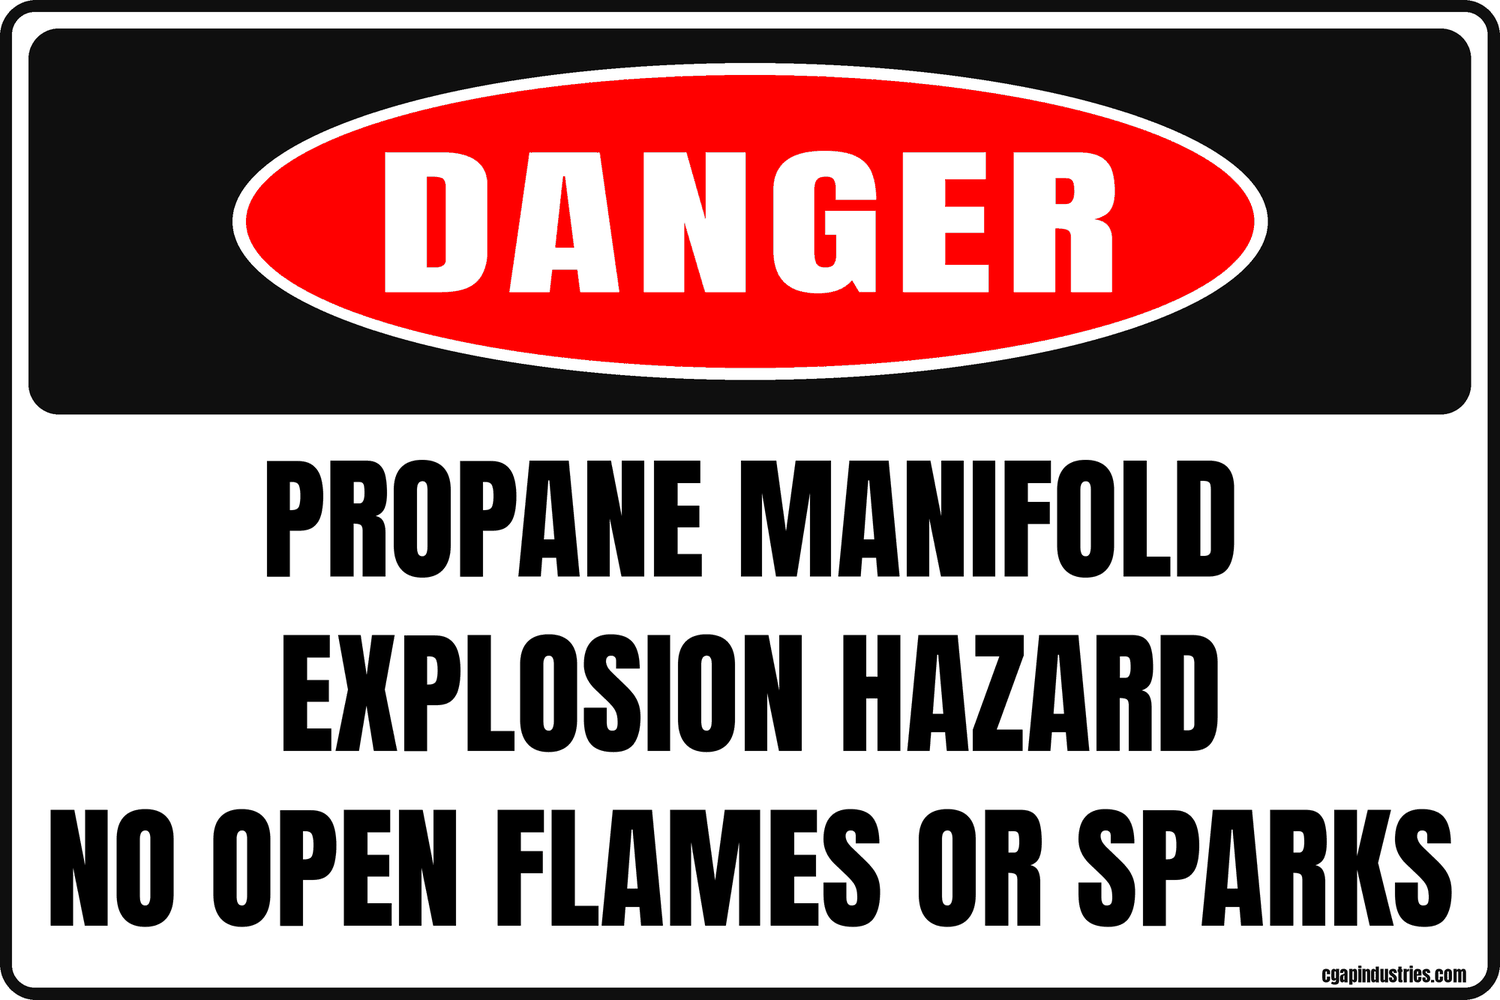 DANGER
PROPANE MANIFOLD
EXPLOSION HAZARD
NO OPEN FLAMES OR SPARKS
cgapindustries.com